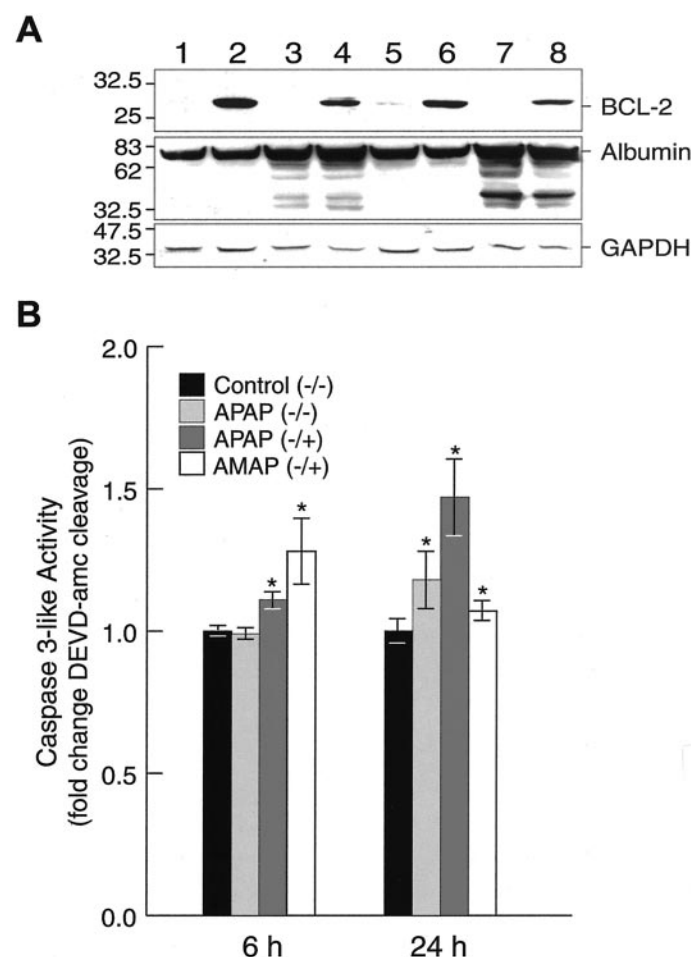 A
1 2 3 4 5 6 7 8
32.5
25
BCL-2
83
62
32.5
Albumin
47.5
32.5
GAPDH
B
2.0
1.5
1.0
0.5
0.0
Caspase 3-like Activity
(fold change DEVD-amc cleavage)
Control (-/-)
APAP (-/-)
APAP (-/+)
AMAP (-/+)
* * * * *
6 h 24 h